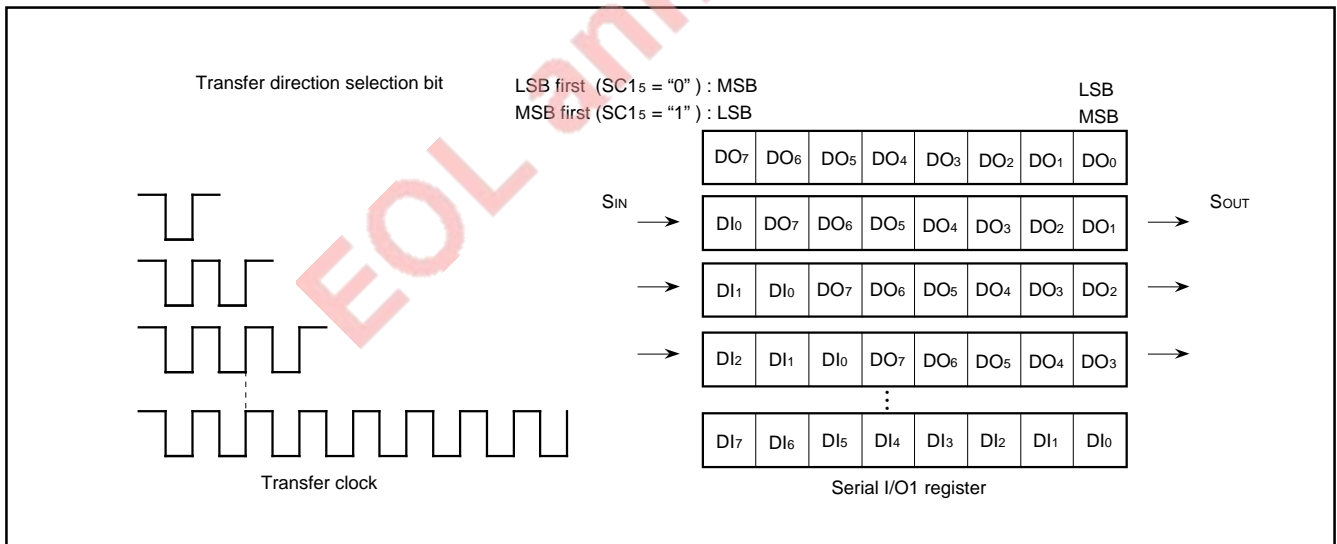 Transfer direction selection bit
LSB first (SC15 = “0” ) : MSB LSB
MSB first (SC15 = “1” ) : LSB MSB
DO7 DO6 DO5 DO4 DO3 DO2 DO1 DO0
SIN DI0 DO7 DO6 DO5 DO4 DO3 DO2 DO1 SOUT
DI1 DI0 DO7 DO6 DO5 DO4 DO3 DO2
DI2 DI1 DI0 DO7 DO6 DO5 DO4 DO3
DI7 DI6 DI5 DI4 DI3 DI2 DI1 DI0
Transfer clock
Serial I/O1 register
EOL